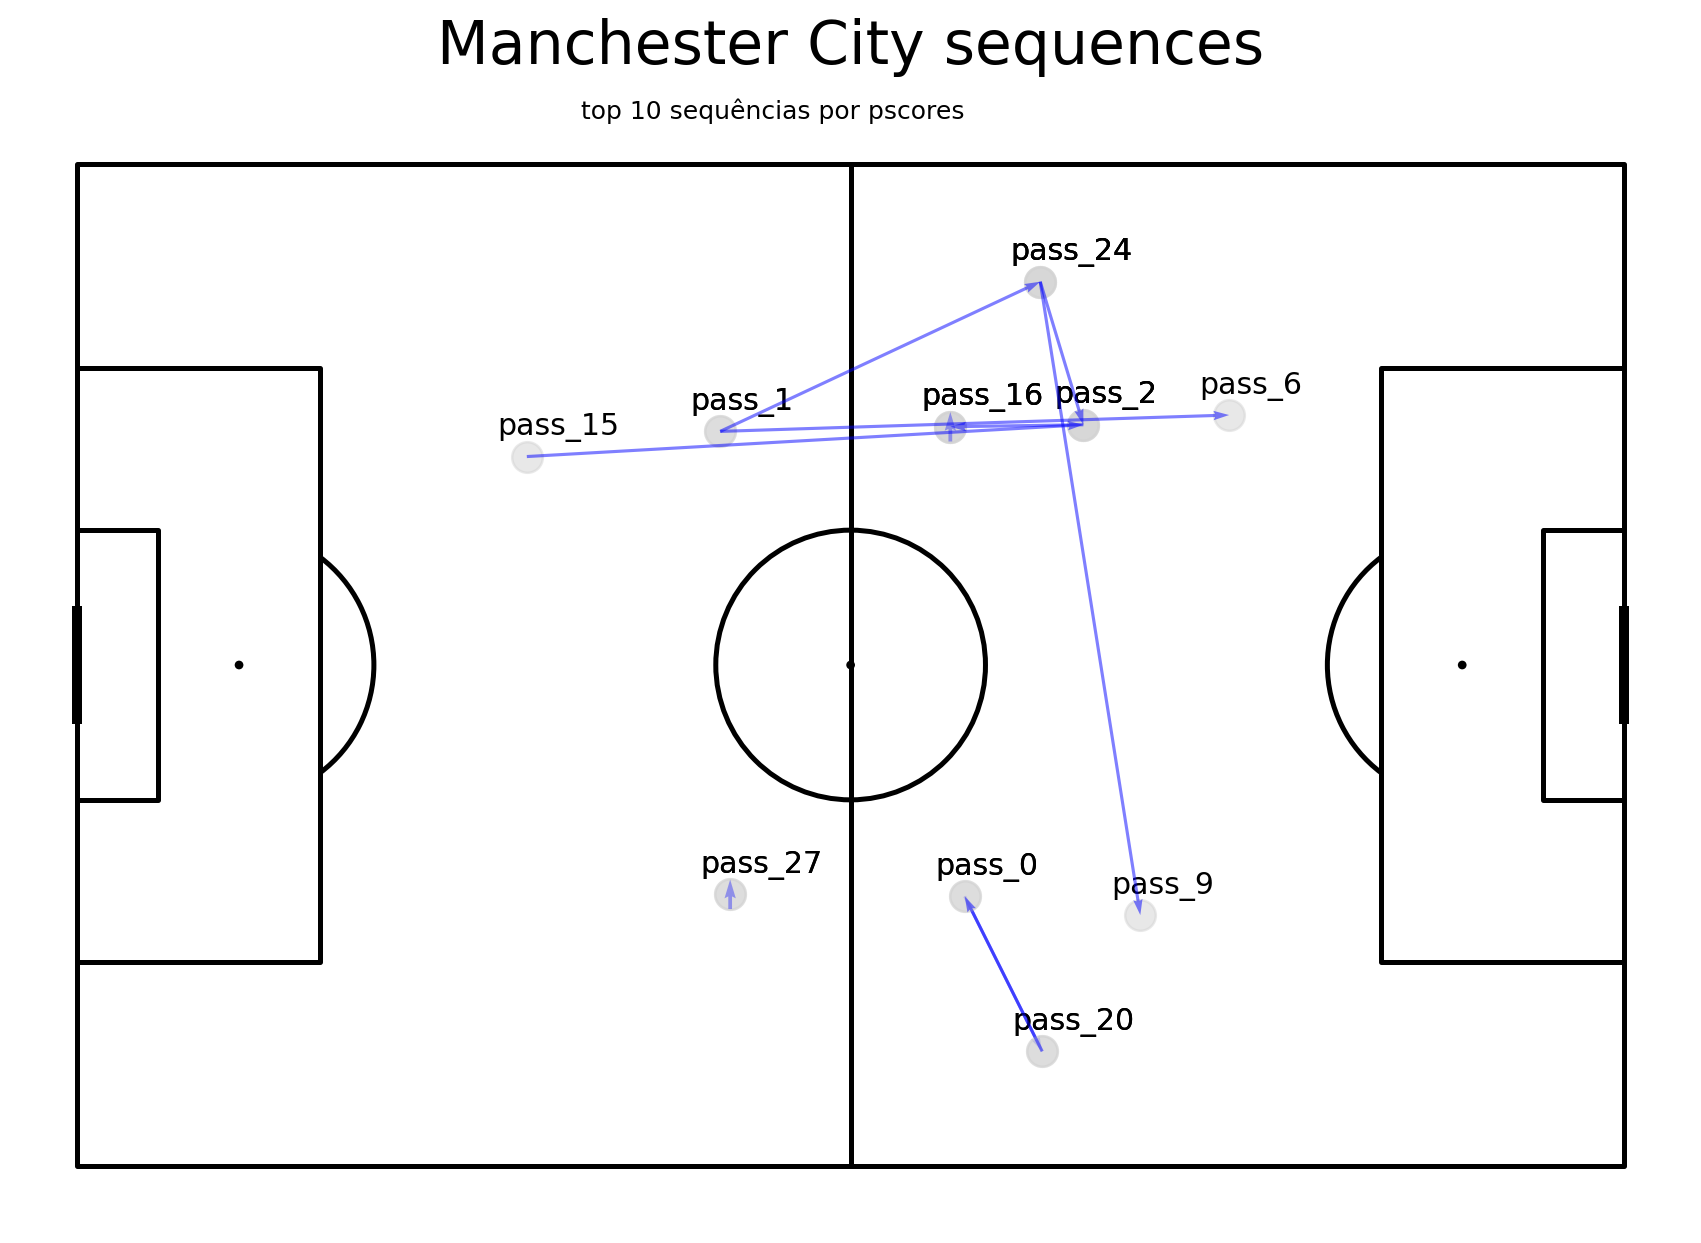 Manchester City sequences
top 10 sequências por pscores
pass_24
pass_6
pass_1
pass_16
pass_2
pass_15
pass_27
pass_0
pass_9
pass_20